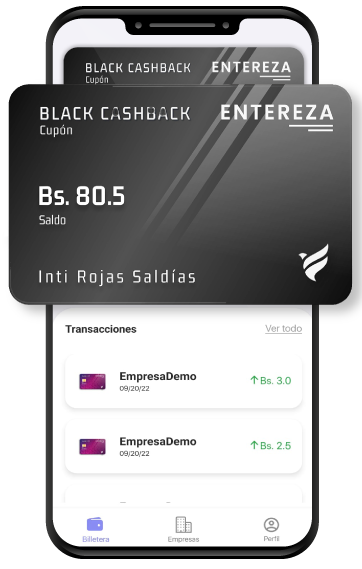 BLACK CASHBACK ENTEREZA
Cupón
BLACK CASHBACK ENTEREZA
Cupón
Bs. 80.5
Saldo
Inti Rojas Saldías
Transacciones Ver todo
EmpresaDemo
09/20/22
↑Bs. 3.0
EmpresaDemo
09/20/22
↑Bs. 2.5
Billetera Empresas Perfil